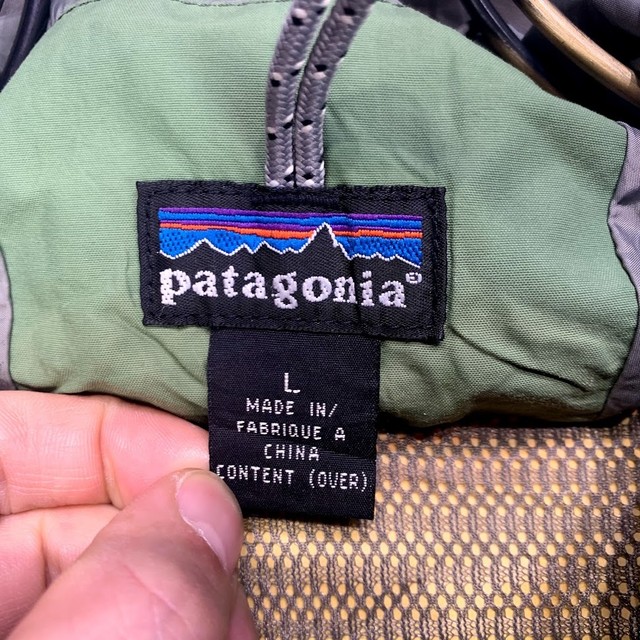 patagonia®
L
MADE IN/
FABRIQUE A
CHINA
CONTENT (OVER)